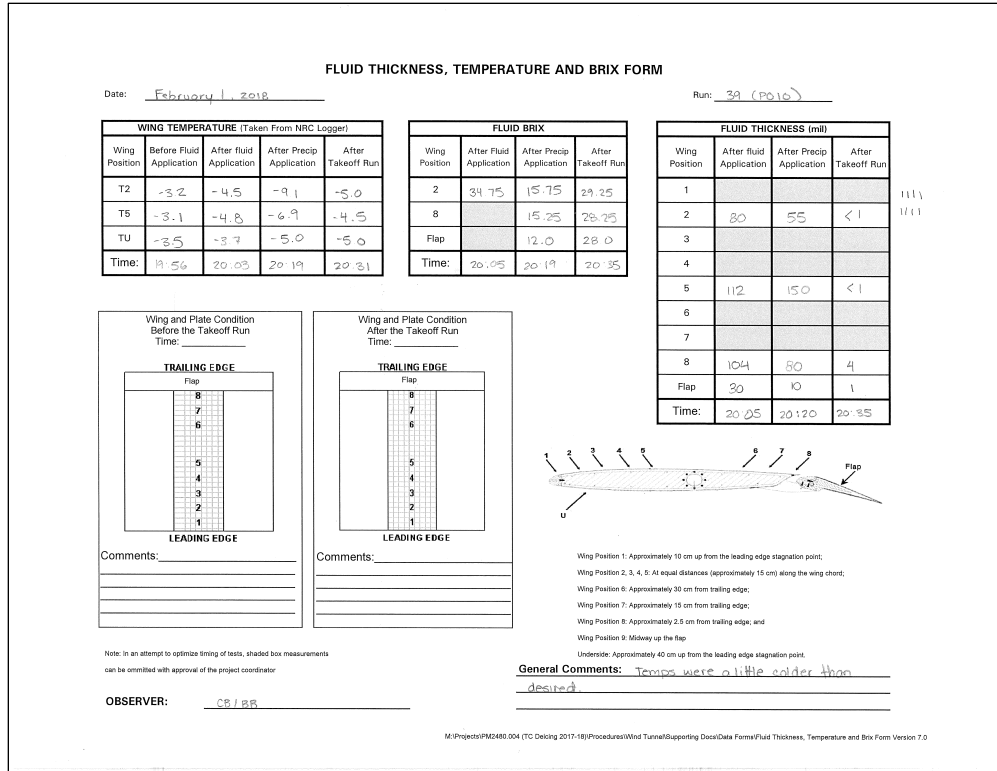 FLUID THICKNESS, TEMPERATURE AND BRIX FORM
Date: February 1, 2018
Run: 39 (P010)
WING TEMPERATURE (Taken From NRC Logger)
Wing Position Before Fluid Application After fluid Application After Precip Application After Takeoff Run
T2 -3.2 -4.5 -9.1 -5.0
T5 -3.1 -4.8 -6.9 -4.5
TU -3.5 -3.7 -5.0 -5.0
Time: 19:56 20:03 20:19 20:31
FLUID BRIX
Wing Position After Fluid Application After Precip Application After Takeoff Run
2 34.75 15.75 29.25
8 15.25 28.25
Flap 12.0 28.0
Time: 20:05 20:19 20:35
FLUID THICKNESS (mil)
Wing Position After fluid Application After Precip Application After Takeoff Run
1
2 80 55 <1
3
4
5 112 150 <1
6
7
8 104 80 4
Flap 30 10 1
Time: 20:05 20:20 20:35
Wing and Plate Condition
Before the Takeoff Run
Time:
TRAILING EDGE
Flap
8
7
6
5
4
3
2
1
LEADING EDGE
Comments:
Wing and Plate Condition
After the Takeoff Run
Time:
TRAILING EDGE
Flap
8
7
6
5
4
3
2
1
LEADING EDGE
Comments:
1 2 3 4 5 6 7 8 Flap
U
Wing Position 1: Approximately 10 cm up from the leading edge stagnation point;
Wing Position 2, 3, 4, 5: At equal distances (approximately 15 cm) along the wing chord;
Wing Position 6: Approximately 30 cm from trailing edge;
Wing Position 7: Approximately 15 cm from trailing edge;
Wing Position 8: Approximately 2.5 cm from trailing edge; and
Wing Position 9: Midway up the flap
Underside: Approximately 40 cm up from the leading edge stagnation point.
Note: In an attempt to optimize timing of tests, shaded box measurements
can be ommitted with approval of the project coordinator
General Comments: Temps were a little colder than
desired.
OBSERVER: CB / BB
M:\Projects\PM2480.004 (TC Deicing 2017-18)\Procedures\Wind Tunnel\Supporting Docs\Data Forms\Fluid Thickness, Temperature and Brix Form Version 7.0